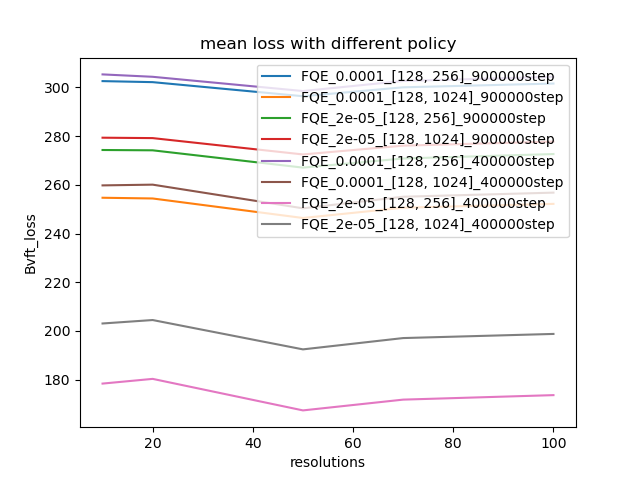 mean loss with different policy
Bvft_loss
300
280
260
240
220
200
180
FQE_0.0001_[128, 256]_900000step
FQE_0.0001_[128, 1024]_900000step
FQE_2e-05_[128, 256]_900000step
FQE_2e-05_[128, 1024]_900000step
FQE_0.0001_[128, 256]_400000step
FQE_0.0001_[128, 1024]_400000step
FQE_2e-05_[128, 256]_400000step
FQE_2e-05_[128, 1024]_400000step
20 40 60 80 100
resolutions